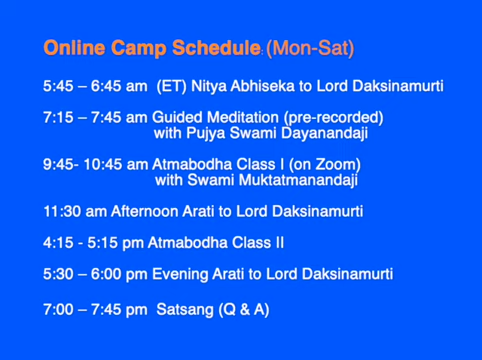 Online Camp Schedule: (Mon-Sat)
5:45 – 6:45 am (ET) Nitya Abhiseka to Lord Daksinamurti
7:15 – 7:45 am Guided Meditation (pre-recorded)
with Pujya Swami Dayanandaji
9:45- 10:45 am Atmabodha Class I (on Zoom)
with Swami Muktatmanandaji
11:30 am Afternoon Arati to Lord Daksinamurti
4:15 - 5:15 pm Atmabodha Class II
5:30 – 6:00 pm Evening Arati to Lord Daksinamurti
7:00 – 7:45 pm Satsang (Q & A)